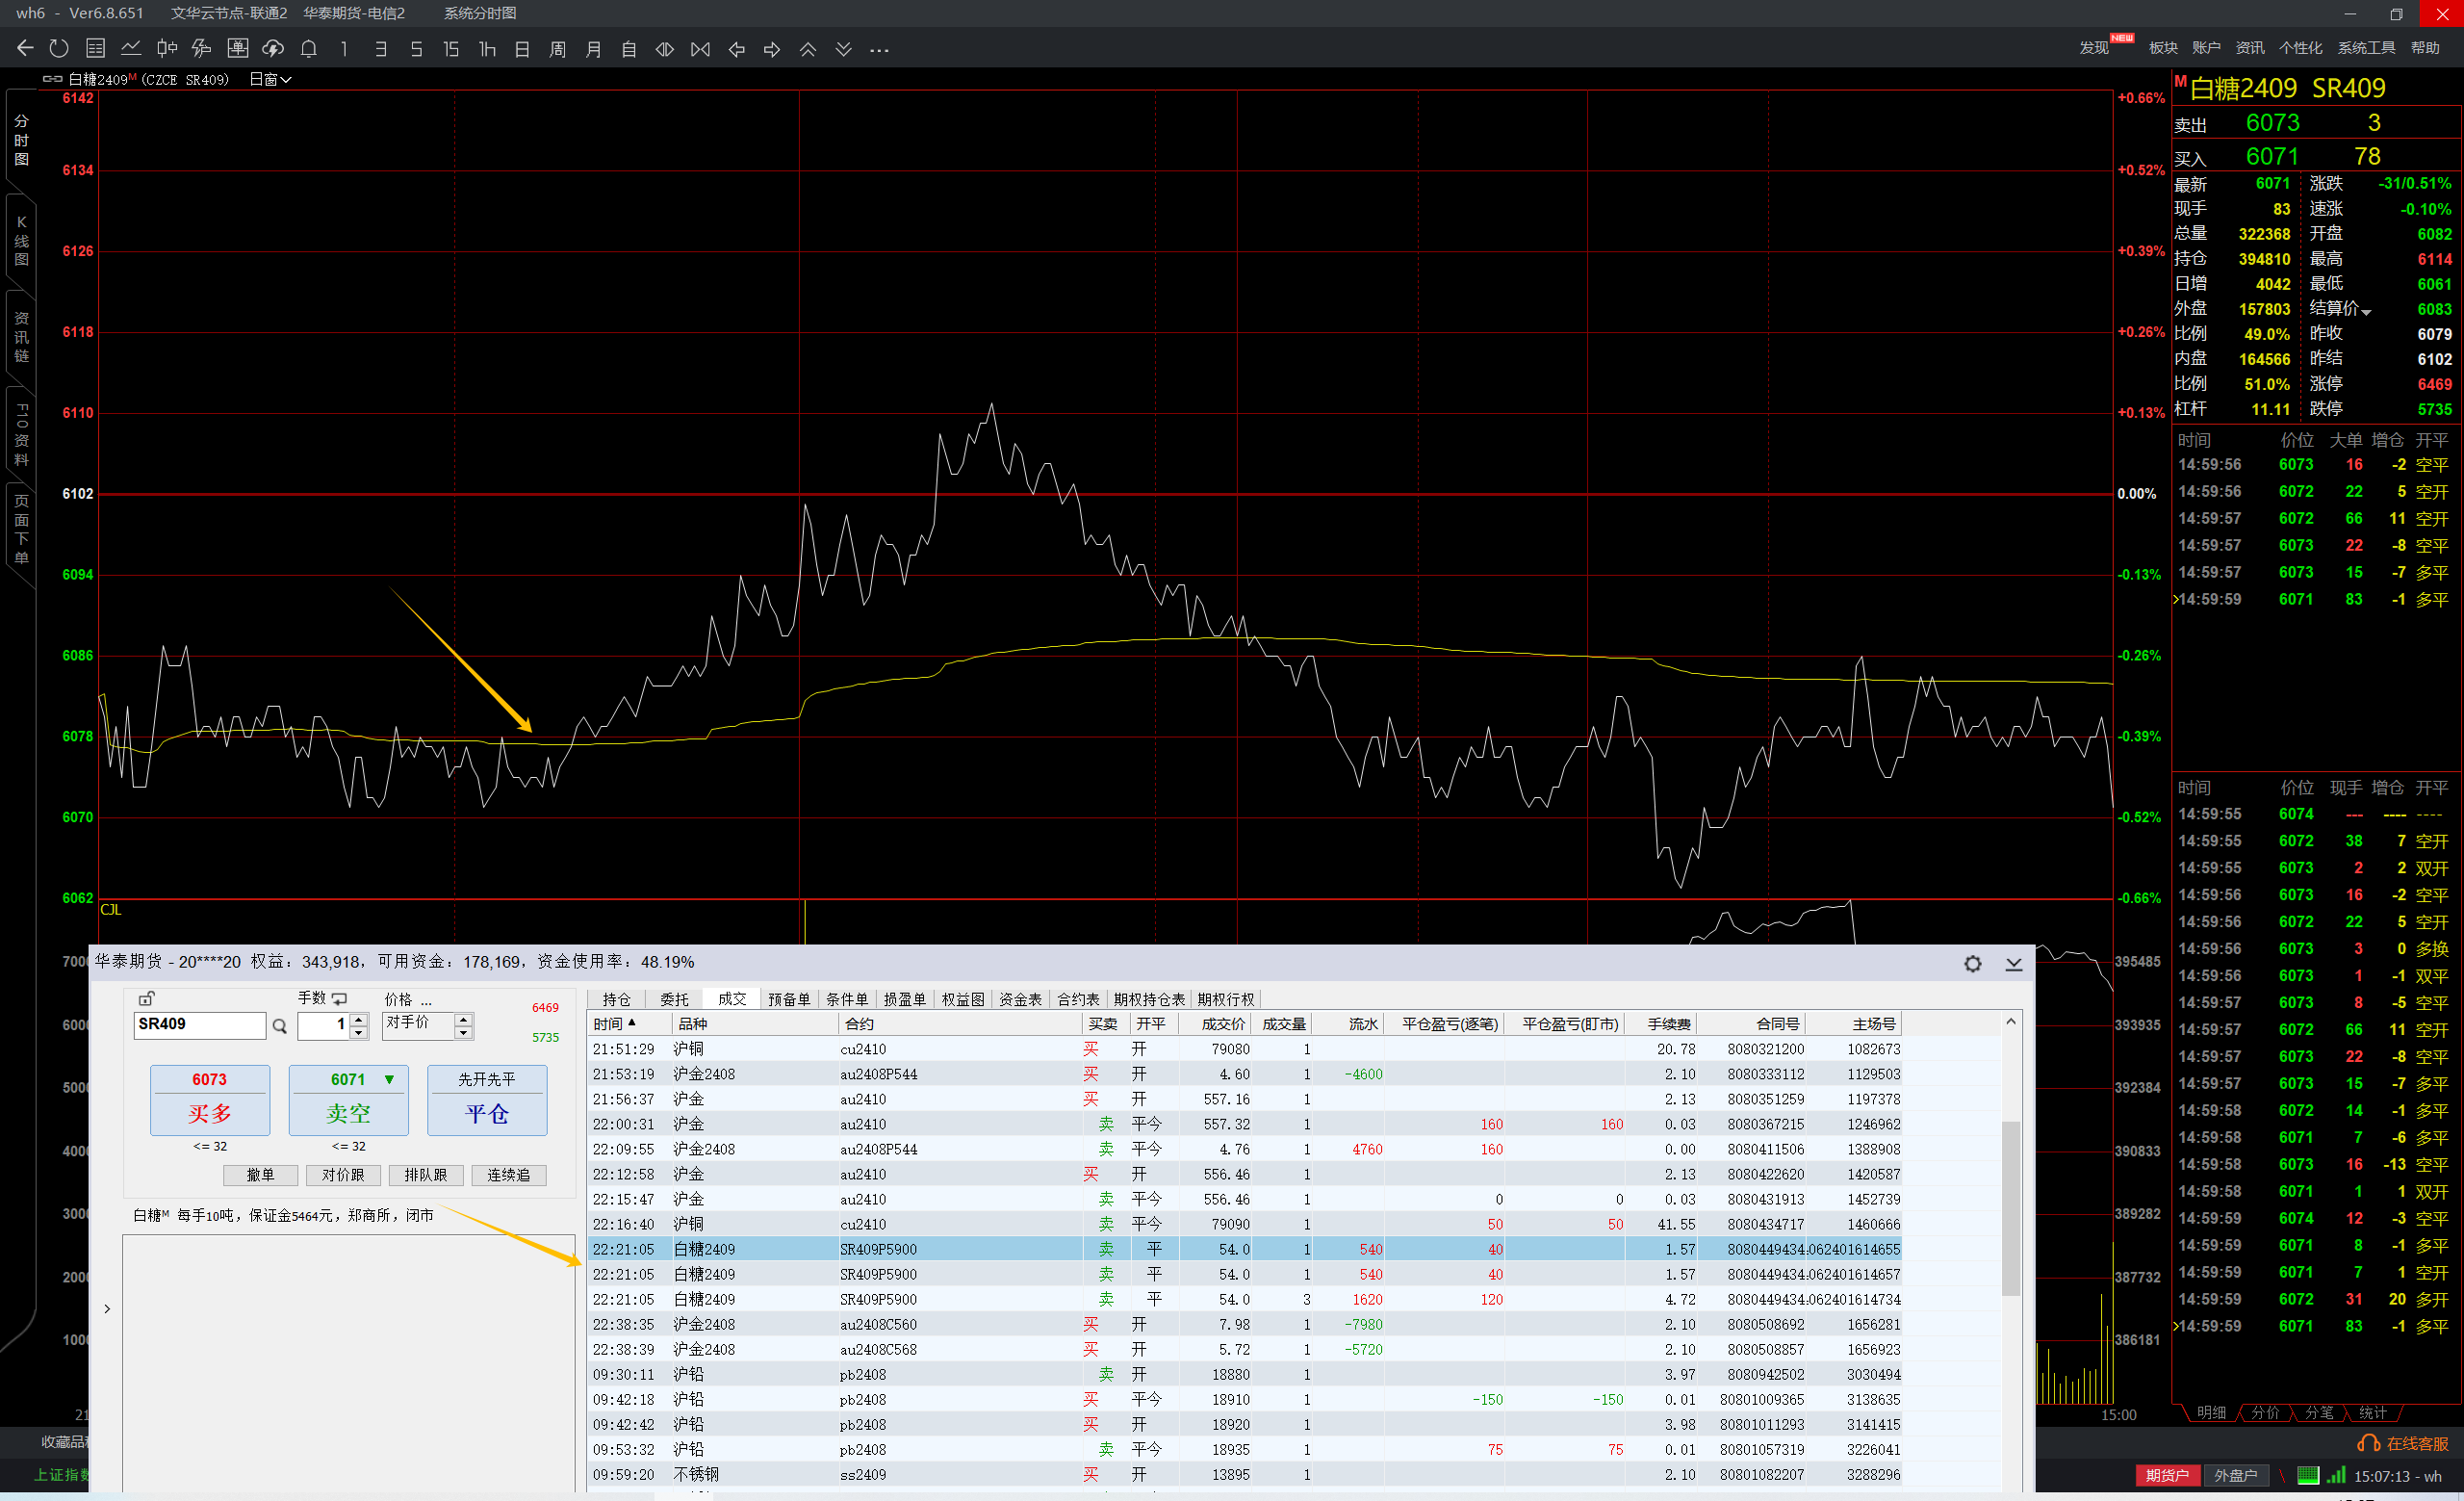 wh6 - Ver6.8.651 文华云节点-联通2 华泰期货-电信2 系统分时图
1 3 5 15 1h 日 周 月 自 ... 发现 NEW 板块 账户 资讯 个性化 系统工具 帮助
白糖2409M (CZCE SR409) 日窗
分时图
K线图
资讯链
F10资料
页面下单
6142 +0.66%
6134 +0.52%
6126 +0.39%
6118 +0.26%
6110 +0.13%
6102 0.00%
6094 -0.13%
6086 -0.26%
6078 -0.39%
6070 -0.52%
6062 -0.66%
CJL
7000 395485
6000 393935
5000 392384
4000 390833
3000 389282
2000 387732
1000 386181
21 15:00
M 白糖2409 SR409
卖出 6073 3
买入 6071 78
最新 6071 涨跌 -31/0.51%
现手 83 速涨 -0.10%
总量 322368 开盘 6082
持仓 394810 最高 6114
日增 4042 最低 6061
外盘 157803 结算价 6083
比例 49.0% 昨收 6079
内盘 164566 昨结 6102
比例 51.0% 涨停 6469
杠杆 11.11 跌停 5735
时间 价位 大单 增仓 开平
14:59:56 6073 16 -2 空平
14:59:56 6072 22 5 空开
14:59:57 6072 66 11 空开
14:59:57 6073 22 -8 空平
14:59:57 6073 15 -7 多平
14:59:59 6071 83 -1 多平
时间 价位 现手 增仓 开平
14:59:55 6074 --- ---- ----
14:59:55 6072 38 7 空开
14:59:55 6073 2 2 双开
14:59:56 6073 16 -2 空平
14:59:56 6072 22 5 空开
14:59:56 6073 3 0 多换
14:59:56 6073 1 -1 双平
14:59:57 6073 8 -5 空平
14:59:57 6072 66 11 空开
14:59:57 6073 22 -8 空平
14:59:57 6073 15 -7 多平
14:59:58 6072 14 -1 多平
14:59:58 6071 7 -6 多平
14:59:58 6073 16 -13 空平
14:59:58 6071 1 1 双开
14:59:59 6074 12 -3 空平
14:59:59 6071 8 -1 多平
14:59:59 6071 7 1 空开
14:59:59 6072 31 20 多开
14:59:59 6071 83 -1 多平
明细 分价 分笔 统计
华泰期货 - 20****20 权益：343,918，可用资金：178,169，资金使用率：48.19%
手数 价格 ... 6469
SR409 1 对手价 5735
6073 买多 <= 32
6071 ▼ 卖空 <= 32
先开先平 平仓
撤单 对价跟 排队跟 连续追
白糖M 每手10吨，保证金5464元，郑商所，闭市
持仓 委托 成交 预备单 条件单 损盈单 权益图 资金表 合约表 期权持仓表 期权行权
时间▲ 品种 合约 买卖 开平 成交价 成交量 流水 平仓盈亏(逐笔) 平仓盈亏(盯市) 手续费 合同号 主场号
21:51:29 沪铜 cu2410 买 开 79080 1 20.78 8080321200 1082673
21:53:19 沪金2408 au2408P544 买 开 4.60 1 -4600 2.10 8080333112 1129503
21:56:37 沪金 au2410 买 开 557.16 1 2.13 8080351259 1197378
22:00:31 沪金 au2410 卖 平今 557.32 1 160 160 0.03 8080367215 1246962
22:09:55 沪金2408 au2408P544 卖 平今 4.76 1 4760 160 0.00 8080411506 1388908
22:12:58 沪金 au2410 买 开 556.46 1 2.13 8080422620 1420587
22:15:47 沪金 au2410 卖 平今 556.46 1 0 0 0.03 8080431913 1452739
22:16:40 沪铜 cu2410 卖 平今 79090 1 50 50 41.55 8080434717 1460666
22:21:05 白糖2409 SR409P5900 卖 平 54.0 1 540 40 1.57 8080449434 062401614655
22:21:05 白糖2409 SR409P5900 卖 平 54.0 1 540 40 1.57 8080449434 062401614657
22:21:05 白糖2409 SR409P5900 卖 平 54.0 3 1620 120 4.72 8080449434 062401614734
22:38:35 沪金2408 au2408C560 买 开 7.98 1 -7980 2.10 8080508692 1656281
22:38:39 沪金2408 au2408C568 买 开 5.72 1 -5720 2.10 8080508857 1656923
09:30:11 沪铅 pb2408 卖 开 18880 1 3.97 8080942502 3030494
09:42:18 沪铅 pb2408 买 平今 18910 1 -150 -150 0.01 80801009365 3138635
09:42:42 沪铅 pb2408 买 开 18920 1 3.98 80801011293 3141415
09:53:32 沪铅 pb2408 卖 平今 18935 1 75 75 0.01 80801057319 3226041
09:59:20 不锈钢 ss2409 买 开 13895 1 2.10 80801082207 3288296
收藏品
上证指数
在线客服
期货户 外盘户 15:07:13 - wh